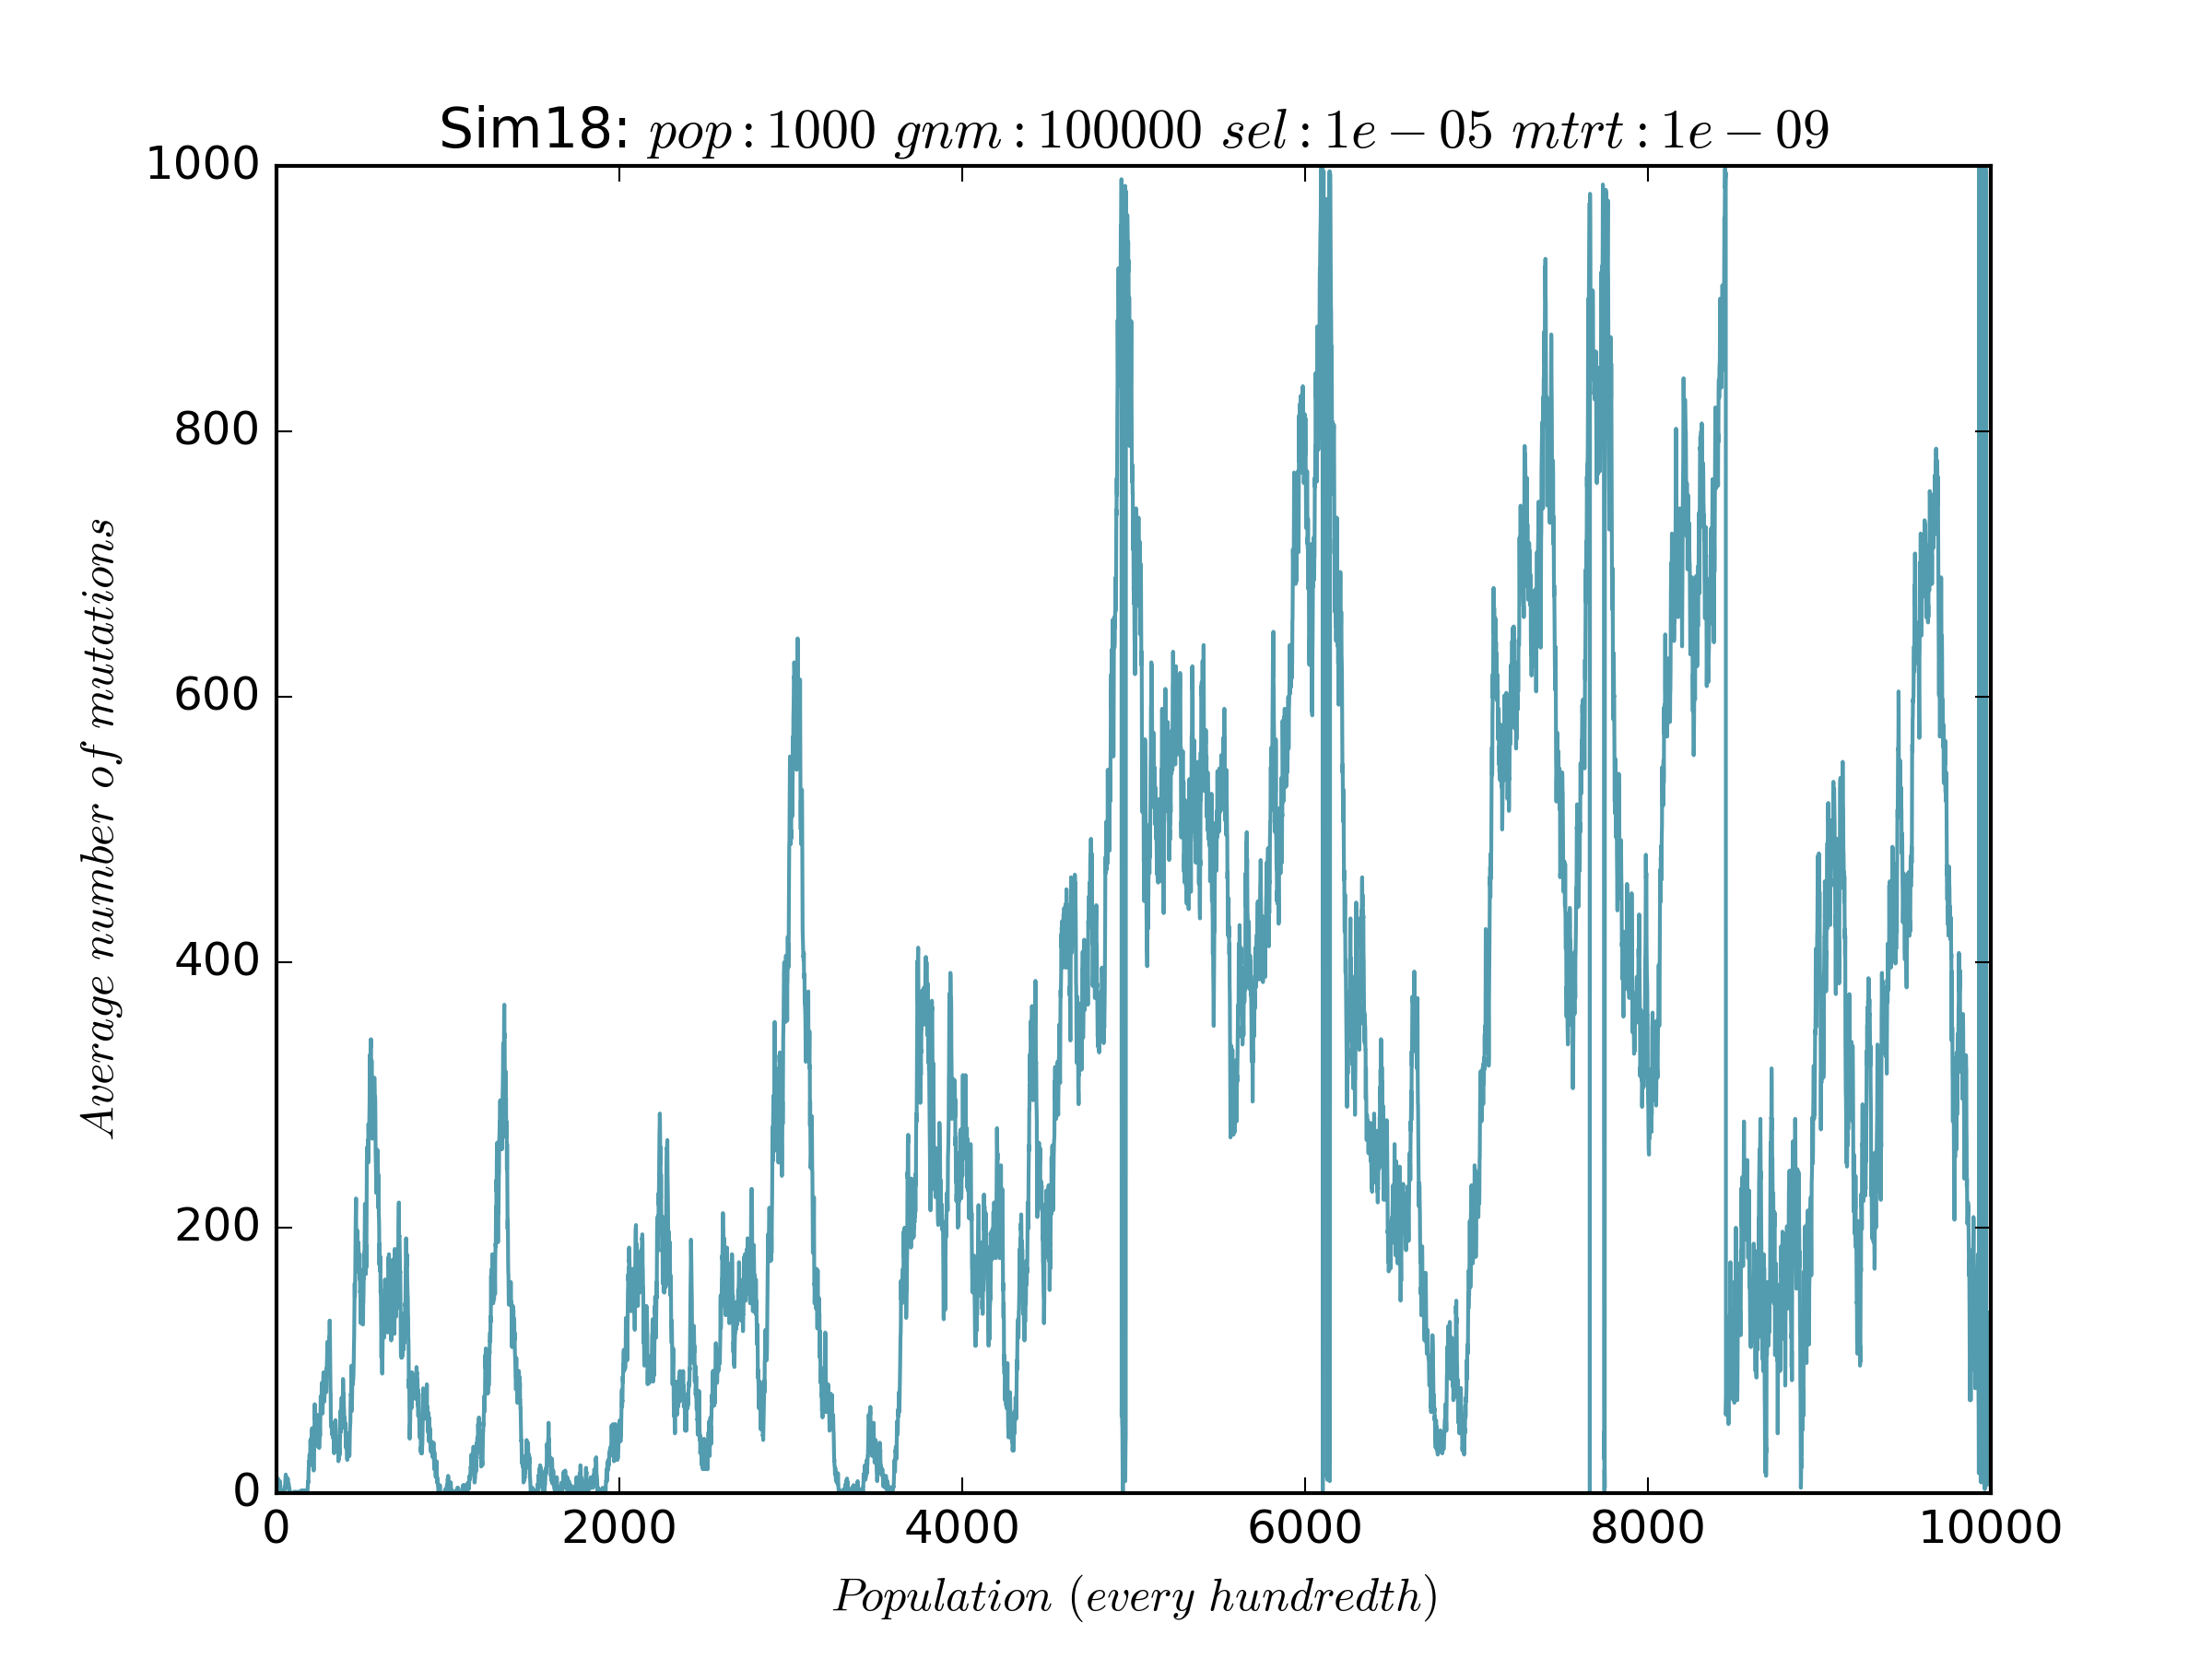 Sim18: pop : 1000 gnm : 100000 sel : 1e − 05 mtrt : 1e − 09
1000
800
600
400
200
0
Average number of mutations
0 2000 4000 6000 8000 10000
Population (every hundredth)